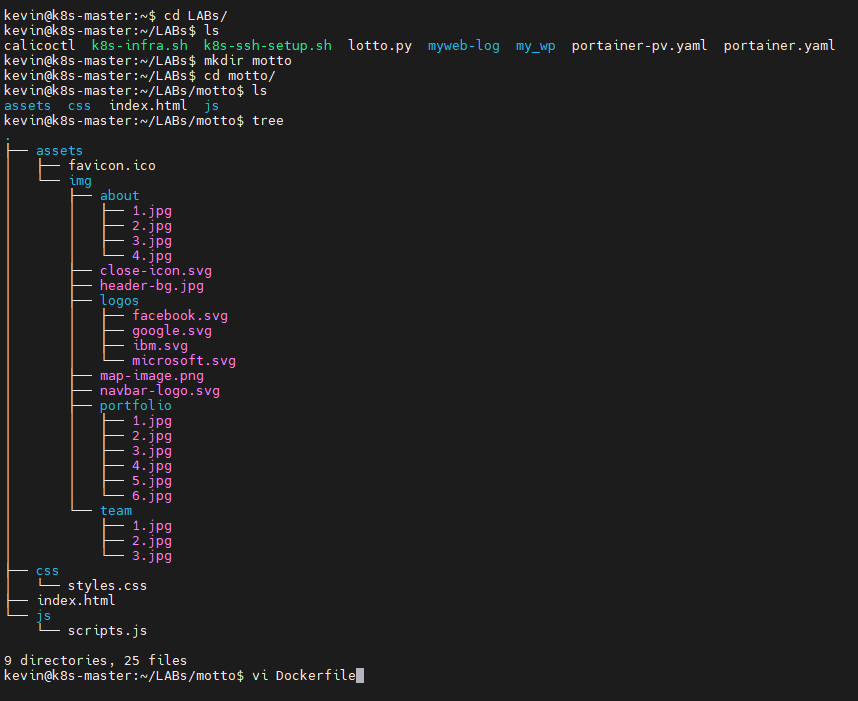 kevin@k8s-master:~$ cd LABs/
kevin@k8s-master:~/LABs$ ls
calicoctl  k8s-infra.sh  k8s-ssh-setup.sh  lotto.py  myweb-log  my_wp  portainer-pv.yaml  portainer.yaml
kevin@k8s-master:~/LABs$ mkdir motto
kevin@k8s-master:~/LABs$ cd motto/
kevin@k8s-master:~/LABs/motto$ ls
assets  css  index.html  js
kevin@k8s-master:~/LABs/motto$ tree
.
├── assets
│   ├── favicon.ico
│   └── img
│       ├── about
│       │   ├── 1.jpg
│       │   ├── 2.jpg
│       │   ├── 3.jpg
│       │   └── 4.jpg
│       ├── close-icon.svg
│       ├── header-bg.jpg
│       ├── logos
│       │   ├── facebook.svg
│       │   ├── google.svg
│       │   ├── ibm.svg
│       │   └── microsoft.svg
│       ├── map-image.png
│       ├── navbar-logo.svg
│       ├── portfolio
│       │   ├── 1.jpg
│       │   ├── 2.jpg
│       │   ├── 3.jpg
│       │   ├── 4.jpg
│       │   ├── 5.jpg
│       │   └── 6.jpg
│       └── team
│           ├── 1.jpg
│           ├── 2.jpg
│           └── 3.jpg
├── css
│   └── styles.css
├── index.html
└── js
    └── scripts.js

9 directories, 25 files
kevin@k8s-master:~/LABs/motto$ vi Dockerfile